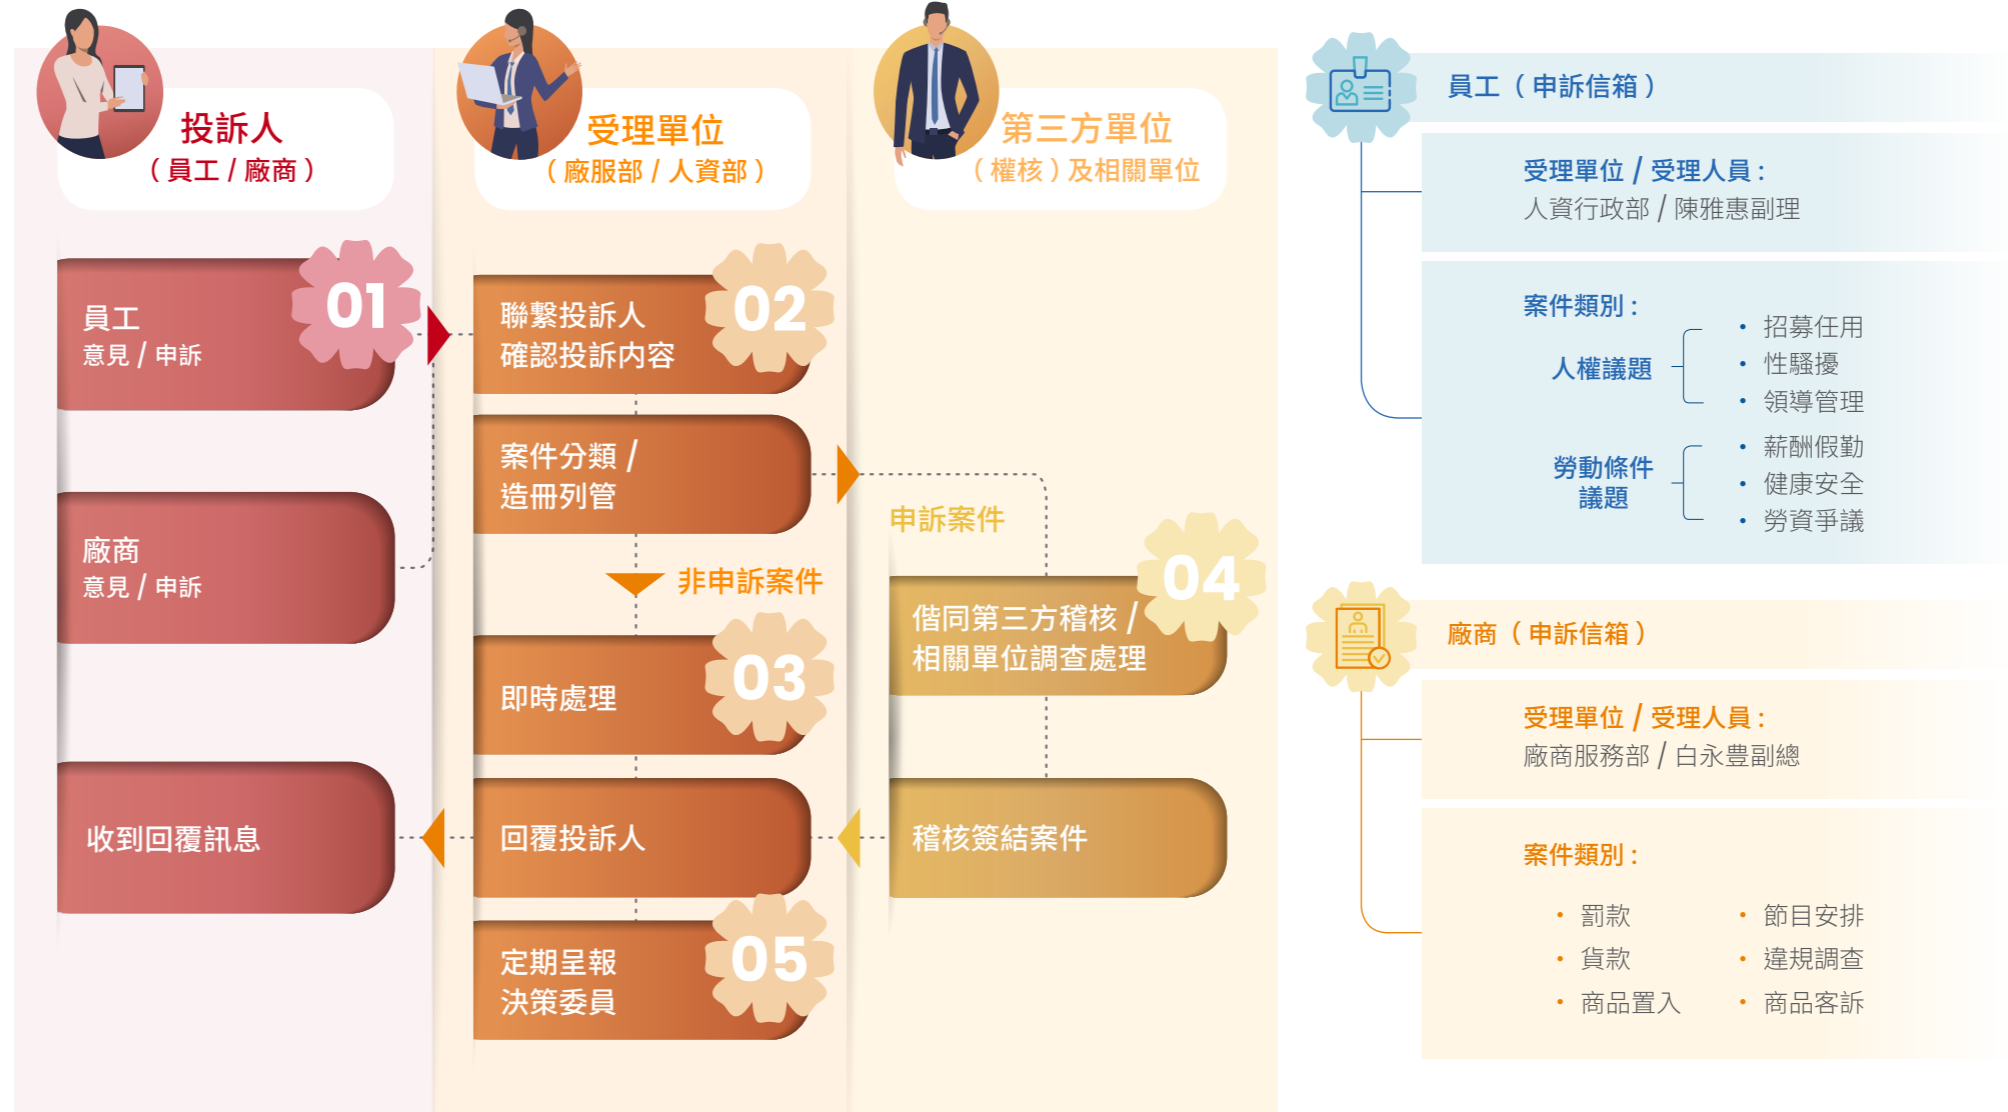 投訴人
（員工 / 廠商）
受理單位
（廠服部 / 人資部）
第三方單位
（權核）及相關單位
01
員工
意見 / 申訴
廠商
意見 / 申訴
收到回覆訊息
02
聯繫投訴人
確認投訴内容
案件分類 /
造冊列管
非申訴案件
03
即時處理
回覆投訴人
05
定期呈報
決策委員
申訴案件
04
偕同第三方稽核 /
相關單位調查處理
稽核簽結案件
員工（申訴信箱）
受理單位 / 受理人員：
人資行政部 / 陳雅惠副理
案件類別：
人權議題
• 招募任用
• 性騷擾
• 領導管理
勞動條件
議題
• 薪酬假勤
• 健康安全
• 勞資爭議
廠商（申訴信箱）
受理單位 / 受理人員：
廠商服務部 / 白永豊副總
案件類別：
• 罰款
• 貨款
• 商品置入
• 節目安排
• 違規調查
• 商品客訴